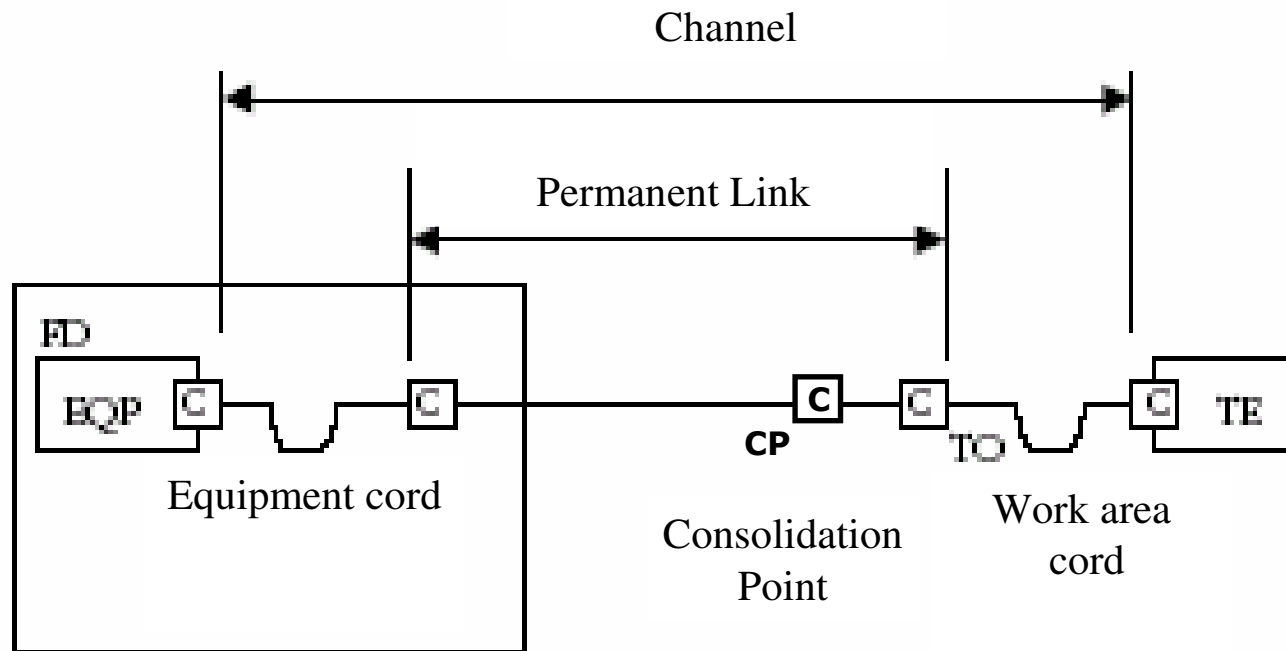 Channel
Permanent Link
FD
EQP
C
C
C
CP
C
TO
C
TE
Equipment cord
Consolidation
Point
Work area
cord